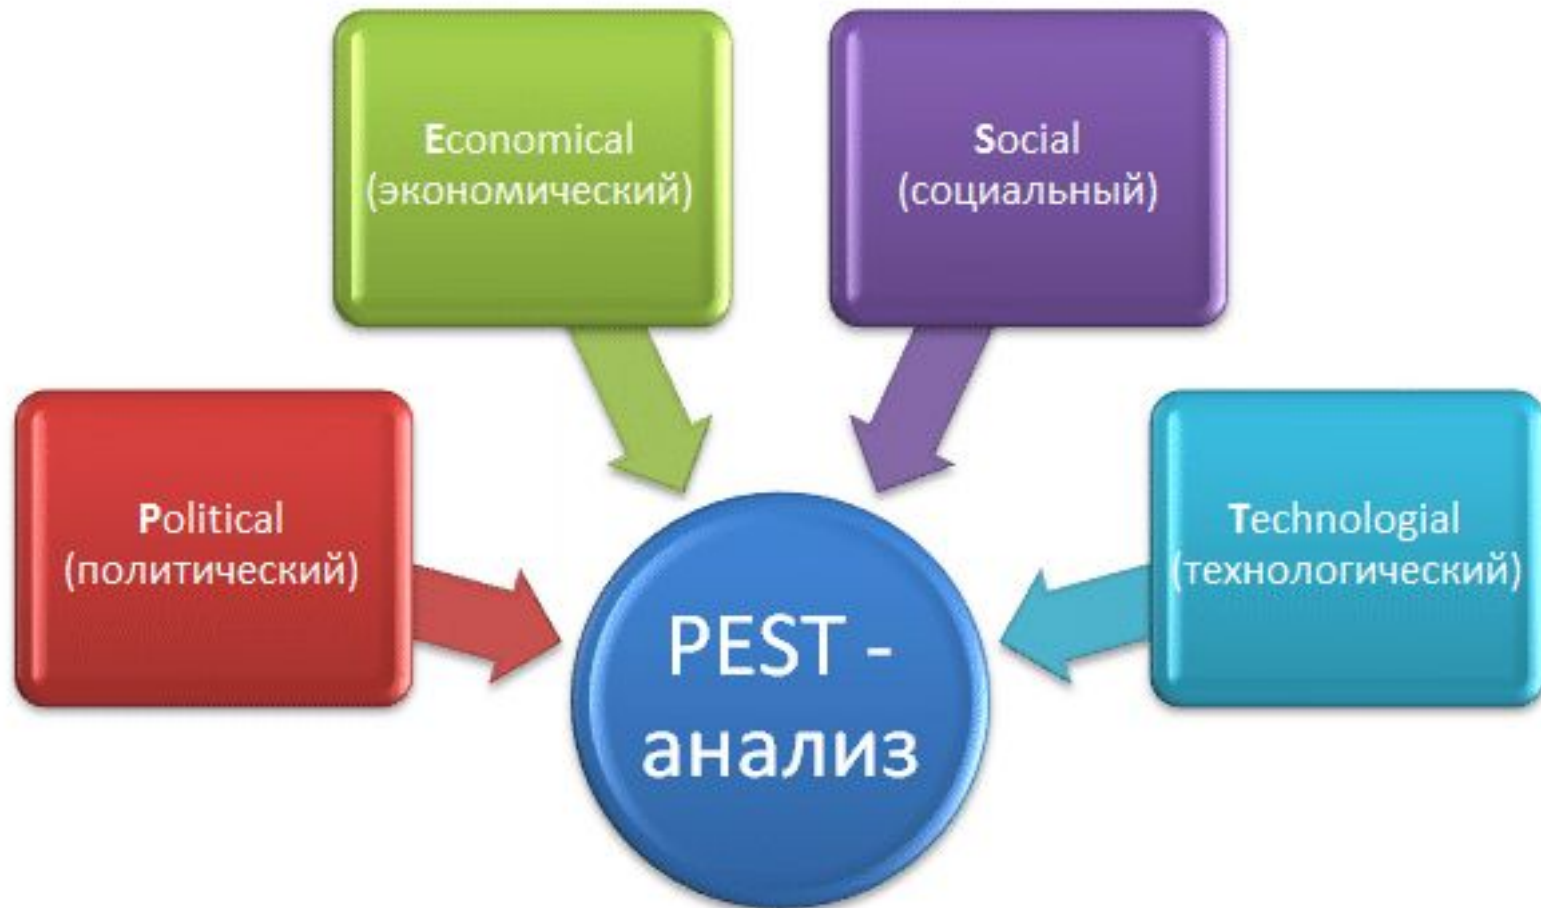 Economical
(экономический)
Social
(социальный)
Political
(политический)
Technologial
(технологический)
PEST -
анализ